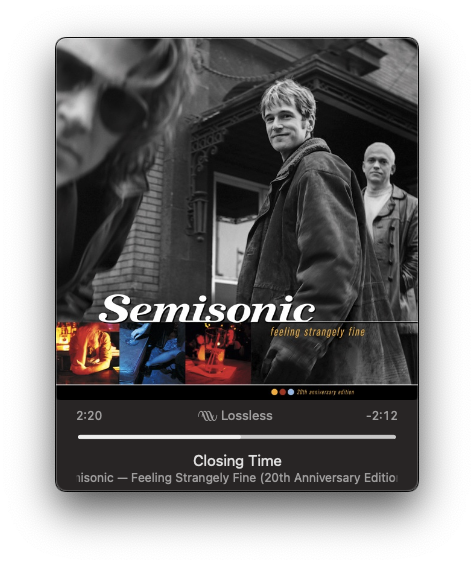 Semisonic
feeling strangely fine
20th anniversary edition
2:20 Lossless -2:12
Closing Time
nisonic — Feeling Strangely Fine (20th Anniversary Editio